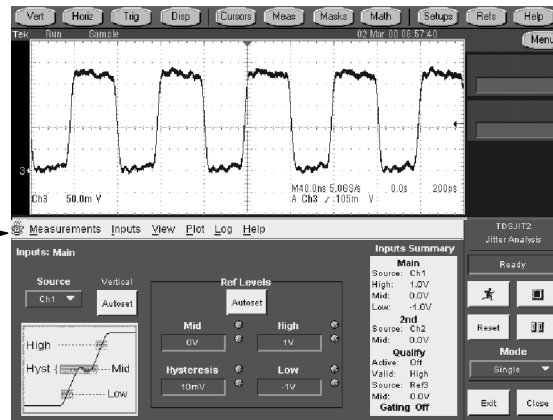 Vert Horiz Trig Disp Cursors Meas Masks Math Setups Refs Help
Tek Run Sample 02 Mar 00 06:57:40
Menu
3
Ch3 50.0m V
M40.0ns 5.0GS/s 0.0s 200ps
A Ch3 105m V
Measurements Inputs View Plot Log Help
TDSJIT2
Jitter Analysis
Inputs: Main
Inputs Summary
Ready
Source
Ch1
Vertical
Autoset
Ref Levels
Autoset
Mid
0V
High
1V
Hysteresis
10mV
Low
-1V
High
Hyst
Mid
Low
Main
Source: Ch1
High: 1.0V
Mid: 0.0V
Low: -1.0V
2nd
Source: Ch2
Mid: 0.0V
Qualify
Active: Off
Valid: High
Source: Ref3
Mid: 0.0V
Gating Off
Reset
Mode
Single
Exit Close